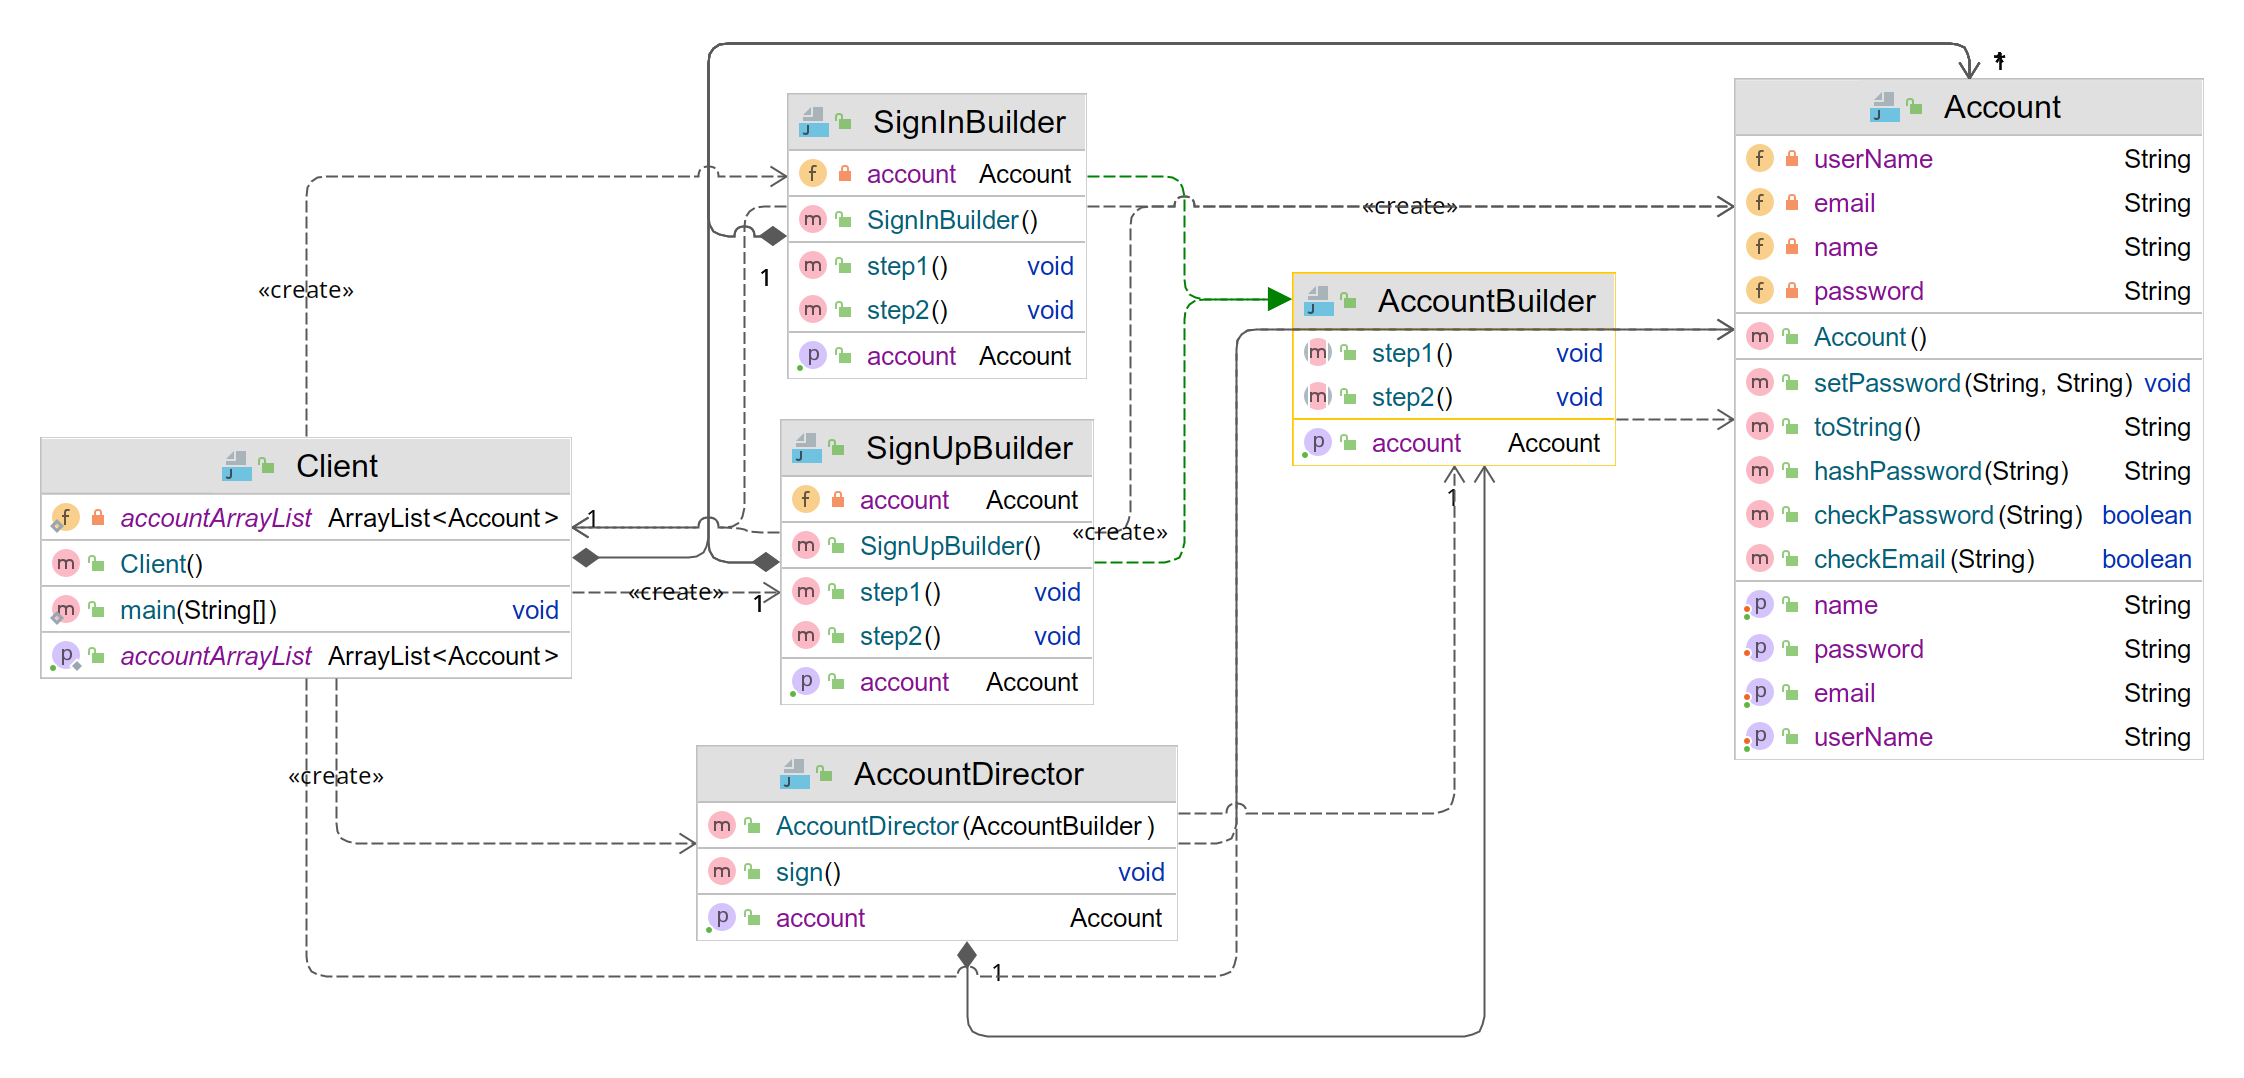 *
1
SignInBuilder
account Account
SignInBuilder()
step1() void
step2() void
account Account
1
«create»
«create»
Account
userName String
email String
name String
password String
Account()
setPassword(String, String) void
toString() String
hashPassword(String) String
checkPassword(String) boolean
checkEmail(String) boolean
name String
password String
email String
userName String
AccountBuilder
step1() void
step2() void
account Account
1
SignUpBuilder
account Account
SignUpBuilder()
step1() void
step2() void
account Account
«create»
Client
accountArrayList ArrayList<Account>
Client()
main(String[]) void
accountArrayList ArrayList<Account>
1
«create»
1
«create»
AccountDirector
AccountDirector(AccountBuilder)
sign() void
account Account
1